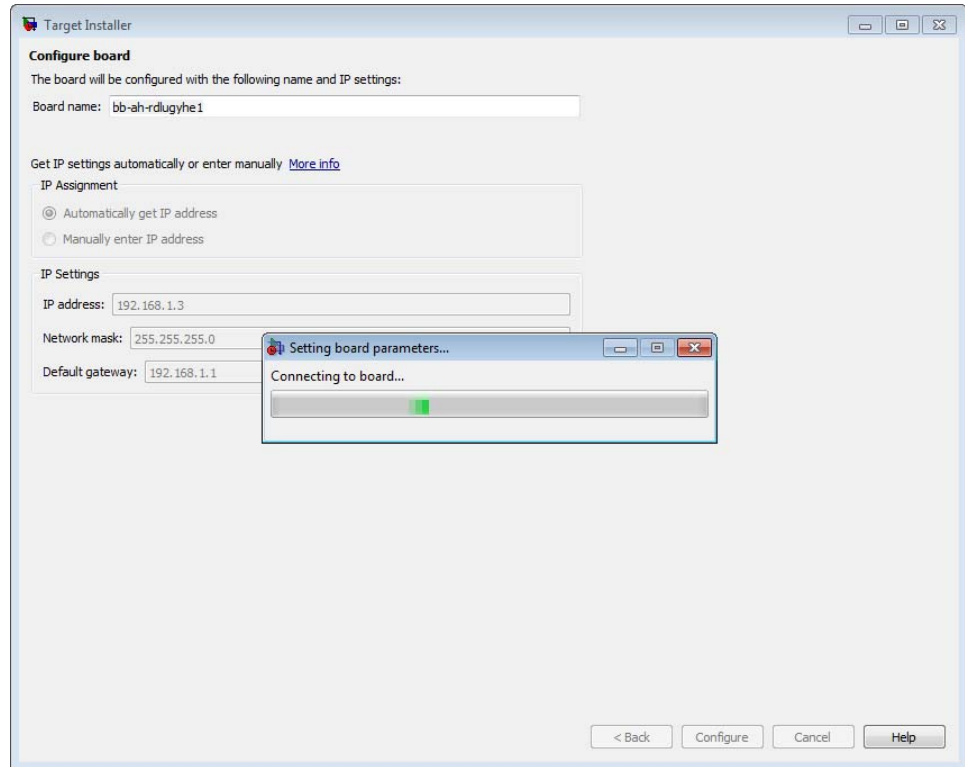 Target Installer
Configure board
The board will be configured with the following name and IP settings:
Board name: bb-ah-rdlugyhe1
Get IP settings automatically or enter manually More info
IP Assignment
Automatically get IP address
Manually enter IP address
IP Settings
IP address: 192.168.1.3
Network mask: 255.255.255.0
Setting board parameters...
Default gateway: 192.168.1.1
Connecting to board...
< Back Configure Cancel Help